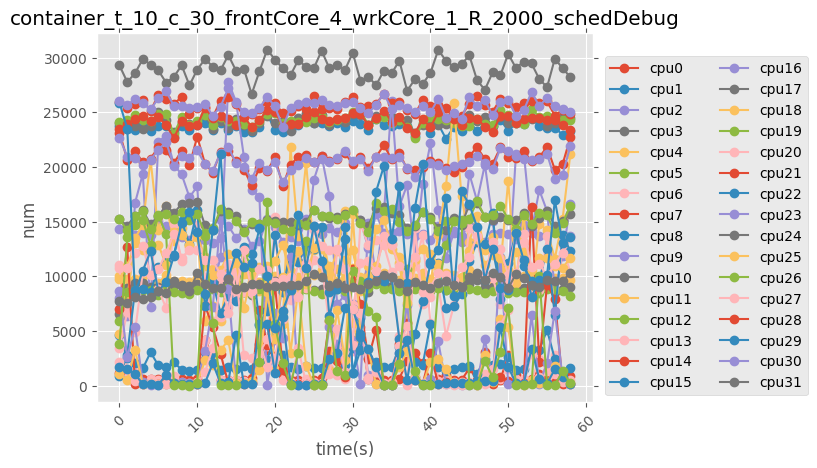 container_t_10_c_30_frontCore_4_wrkCore_1_R_2000_schedDebug
30000
25000
20000
15000
10000
5000
0
num
0 10 20 30 40 50 60
time(s)
cpu0 cpu16
cpu1 cpu17
cpu2 cpu18
cpu3 cpu19
cpu4 cpu20
cpu5 cpu21
cpu6 cpu22
cpu7 cpu23
cpu8 cpu24
cpu9 cpu25
cpu10 cpu26
cpu11 cpu27
cpu12 cpu28
cpu13 cpu29
cpu14 cpu30
cpu15 cpu31